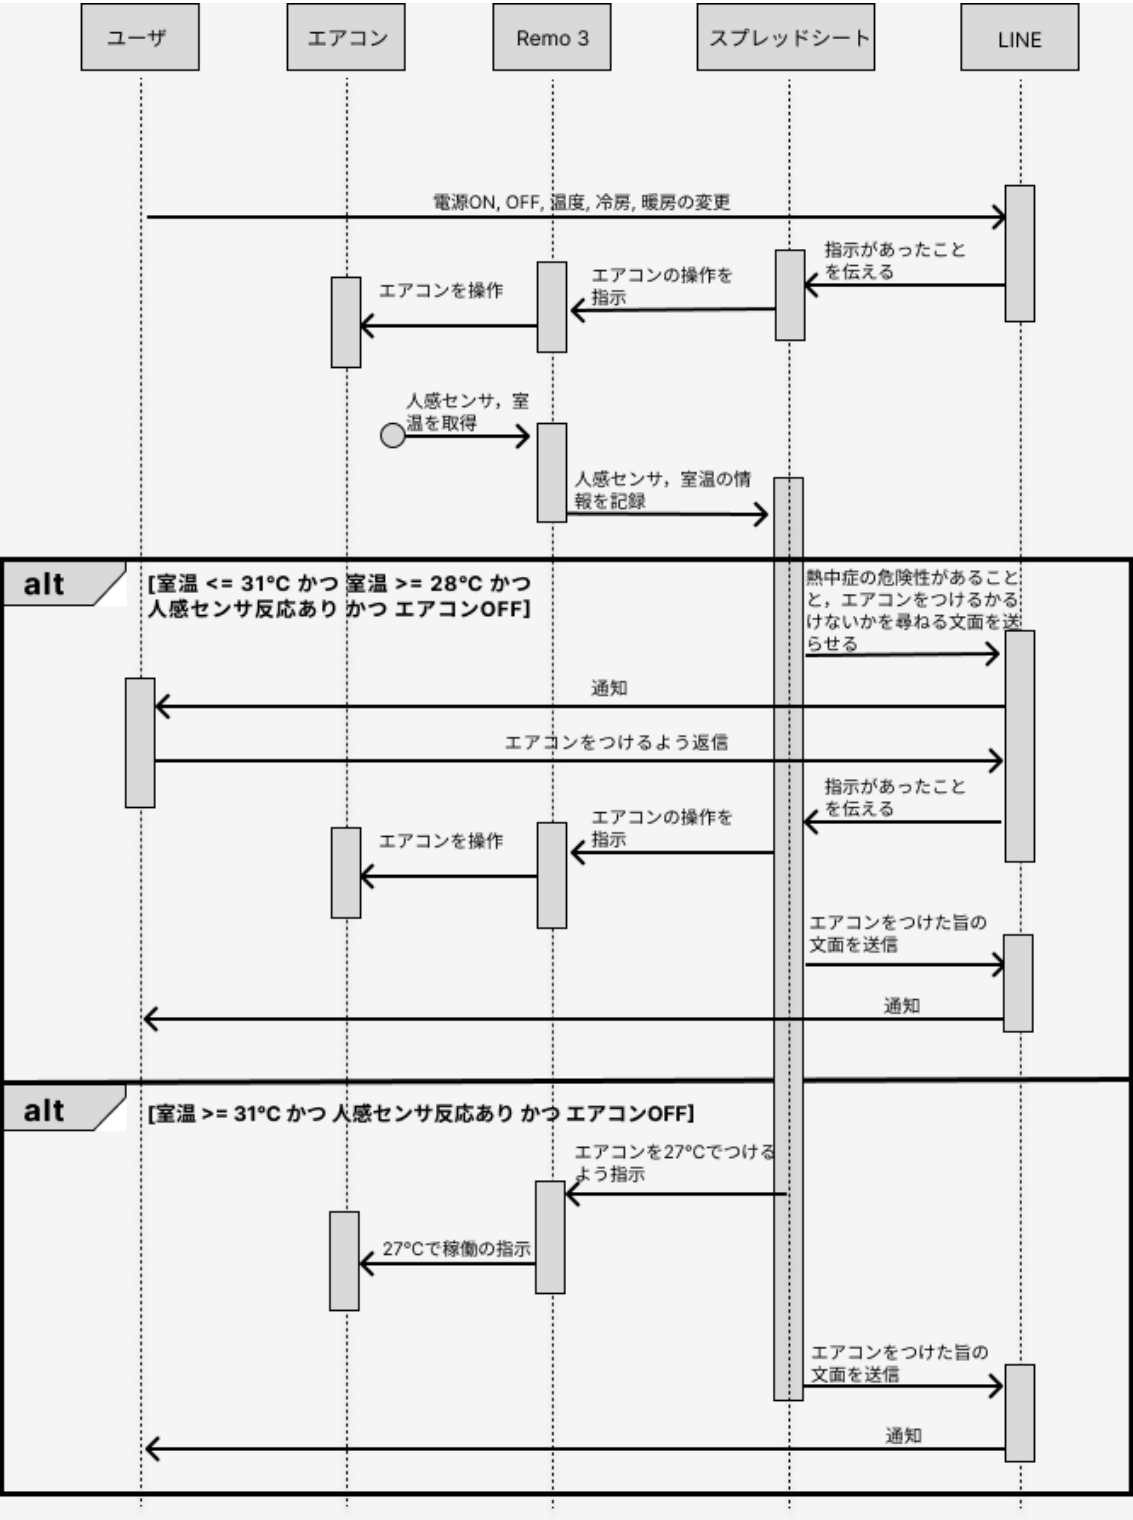 ユーザ
エアコン
Remo 3
スプレッドシート
LINE
電源ON, OFF, 温度, 冷房, 暖房の変更
指示があったこと
を伝える
エアコンの操作を
指示
エアコンを操作
人感センサ，室
温を取得
人感センサ，室温の情
報を記録
alt
[室温 <= 31℃ かつ 室温 >= 28℃ かつ
人感センサ反応あり かつ エアコンOFF]
熱中症の危険性があるこ と
と，エアコンをつけるかる
けないかを尋ねる文面を送
らせる
通知
エアコンをつけるよう返信
指示があったこと
を伝える
エアコンの操作を
指示
エアコンを操作
エアコンをつけた旨の
文面を送信
通知
alt
[室温 >= 31℃ かつ 人感センサ反応あり かつ エアコンOFF]
エアコンを27℃でつける
よう指示
27℃で稼働の指示
エアコンをつけた旨の
文面を送信
通知